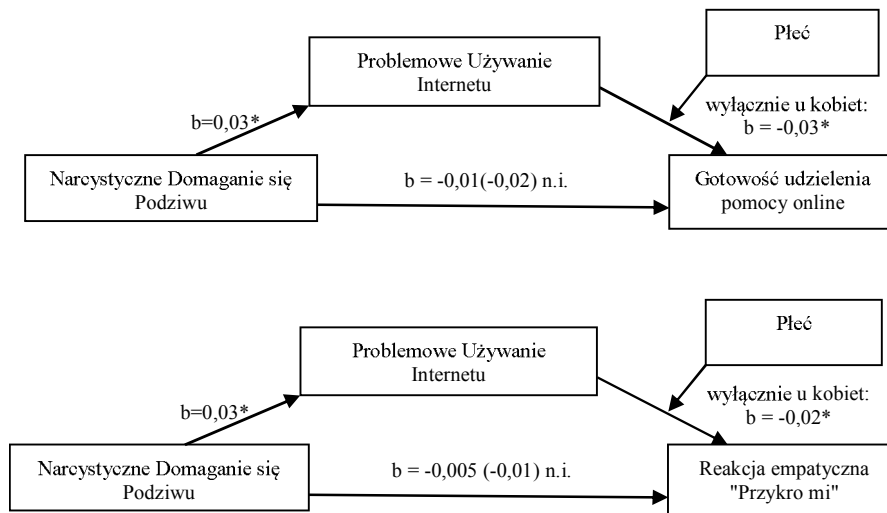 Płeć
Problemowe Używanie
Internetu
wyłącznie u kobiet:
b = -0,03*
b=0,03*
Narcystyczne Domaganie się
Podziwu
b = -0,01(-0,02) n.i.
Gotowość udzielenia
pomocy online
Płeć
Problemowe Używanie
Internetu
wyłącznie u kobiet:
b = -0,02*
b=0,03*
Narcystyczne Domaganie się
Podziwu
b = -0,005 (-0,01) n.i.
Reakcja empatyczna
"Przykro mi"